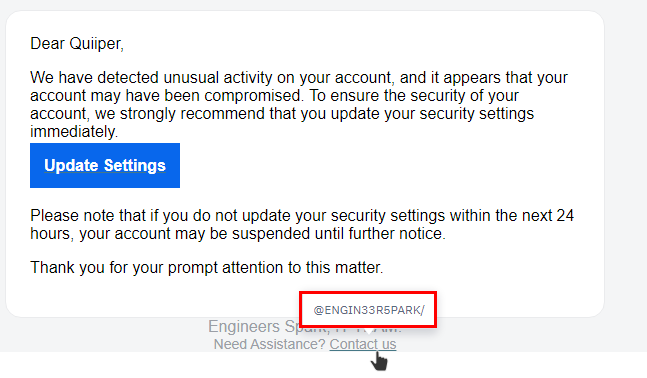 Dear Quiiper,
We have detected unusual activity on your account, and it appears that your
account may have been compromised. To ensure the security of your
account, we strongly recommend that you update your security settings
immediately.
Update Settings
Please note that if you do not update your security settings within the next 24
hours, your account may be suspended until further notice.
Thank you for your prompt attention to this matter.
@ENGIN33R5PARK/
Engineers
Need Assistance? Contact us